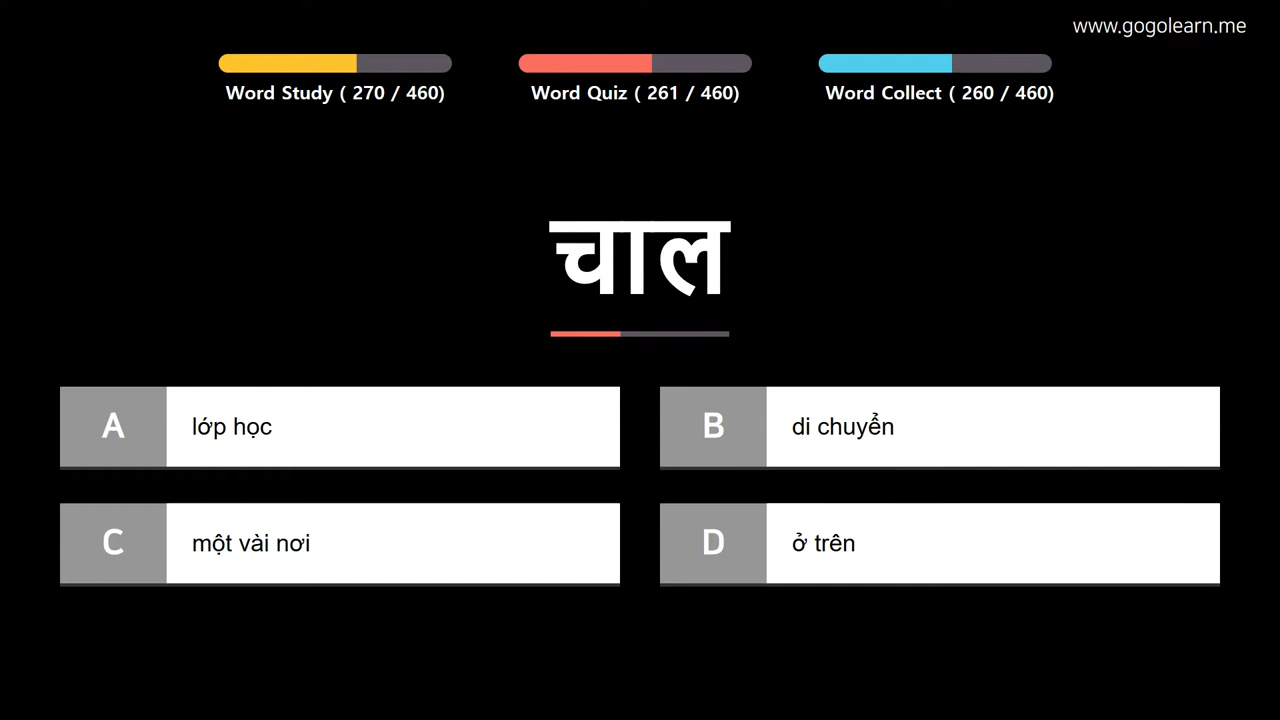 www.gogolearn.me
Word Study ( 270 / 460)
Word Quiz ( 261 / 460)
Word Collect ( 260 / 460)
चाल
A
lớp học
B
di chuyển
C
một vài nơi
D
ở trên